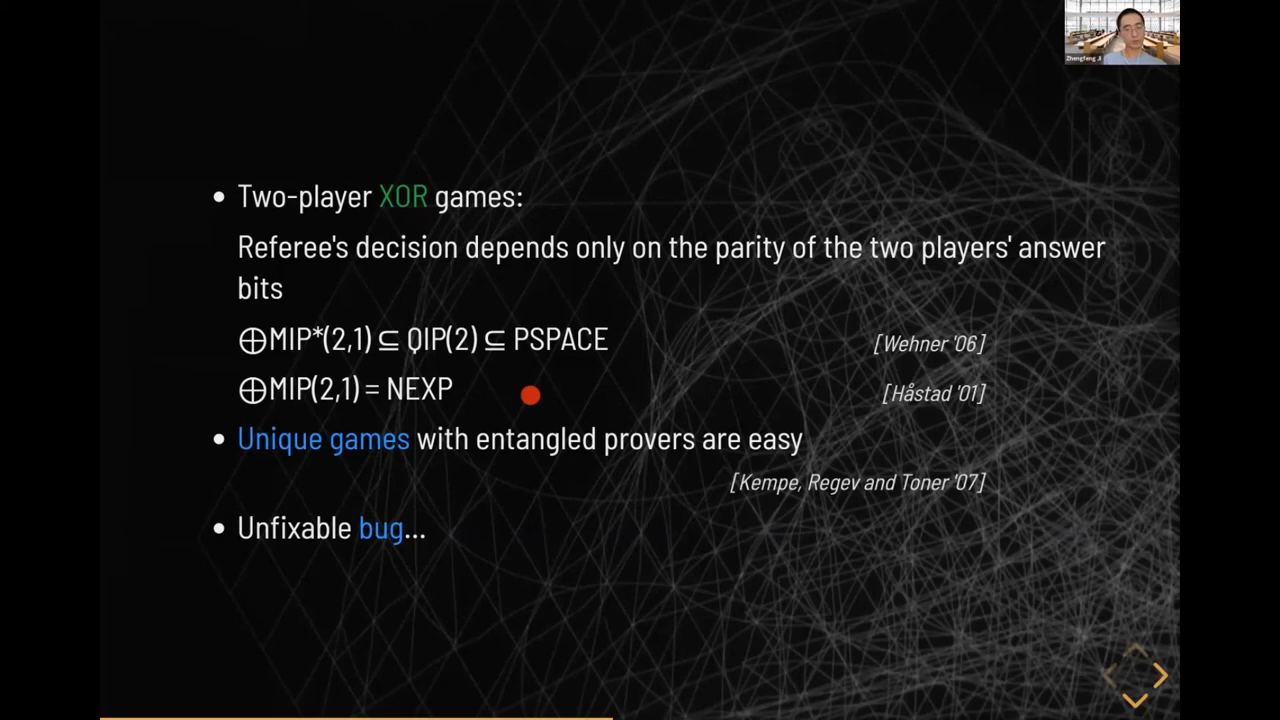 Zhengfeng Ji
• Two-player XOR games:
Referee's decision depends only on the parity of the two players' answer
bits
⊕MIP*(2,1) ⊆ QIP(2) ⊆ PSPACE [Wehner '06]
⊕MIP(2,1) = NEXP [Håstad '01]
• Unique games with entangled provers are easy
[Kempe, Regev and Toner '07]
• Unfixable bug...